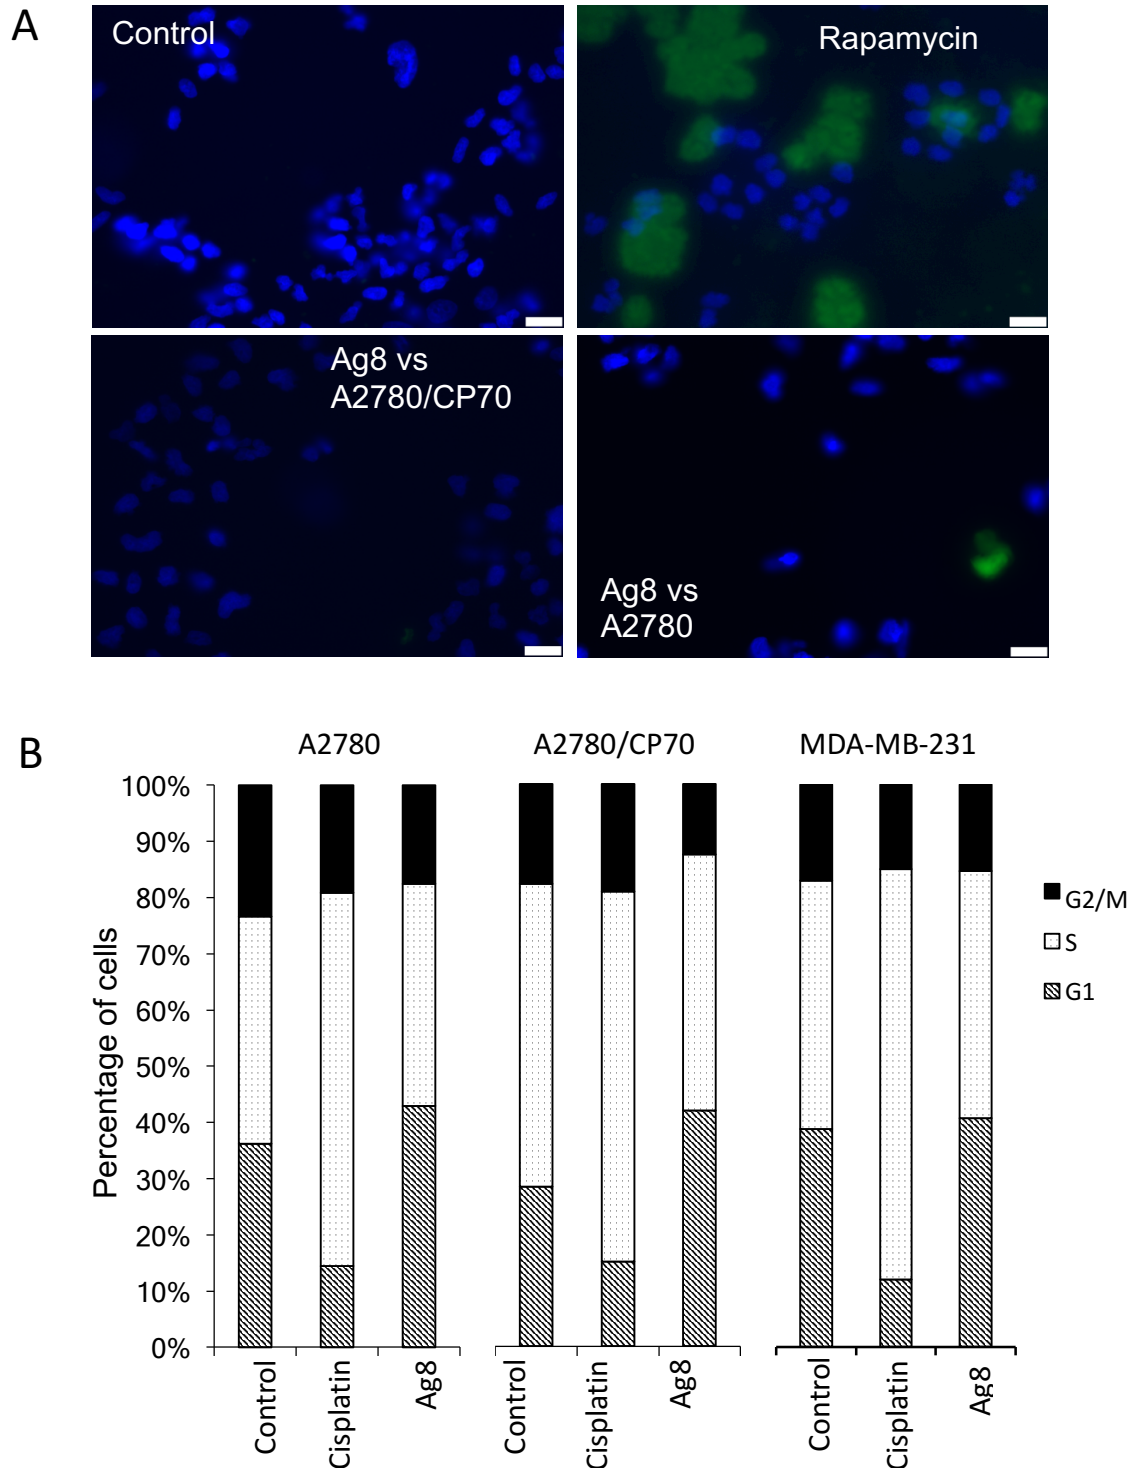 A
Control
Rapamycin
Ag8 vs
A2780/CP70
Ag8 vs
A2780
B
A2780
A2780/CP70
MDA-MB-231
100%
90%
80%
70%
60%
50%
40%
30%
20%
10%
0%
Percentage of cells
Control
Cisplatin
Ag8
Control
Cisplatin
Ag8
Control
Cisplatin
Ag8
G2/M
S
G1